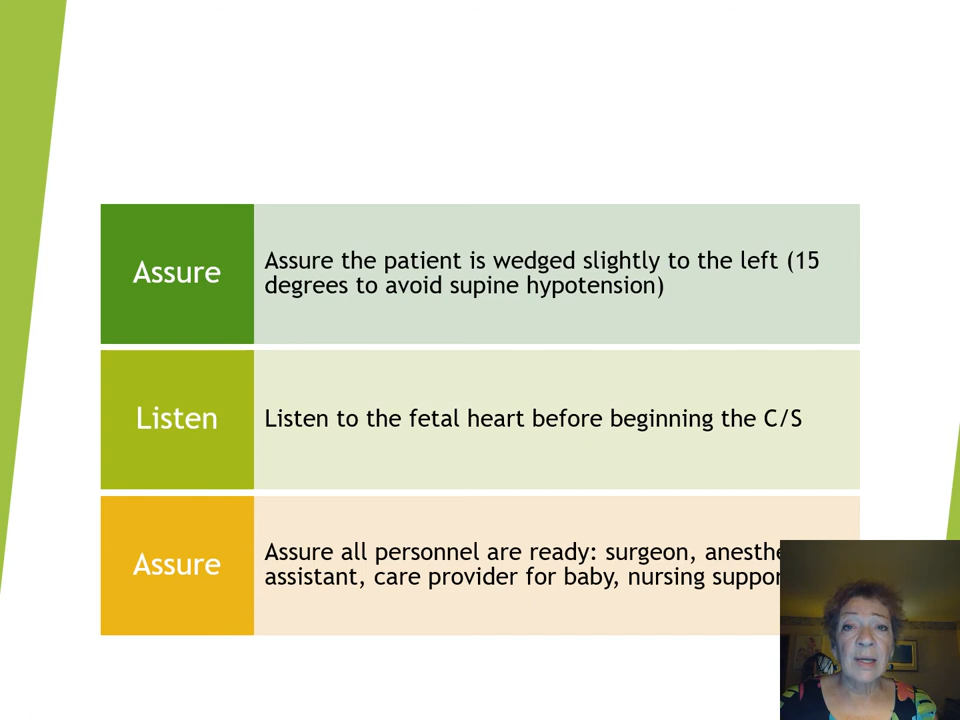 Assure
Assure the patient is wedged slightly to the left (15
degrees to avoid supine hypotension)
Listen
Listen to the fetal heart before beginning the C/S
Assure
Assure all personnel are ready: surgeon,
assistant, care provider for baby, nursing